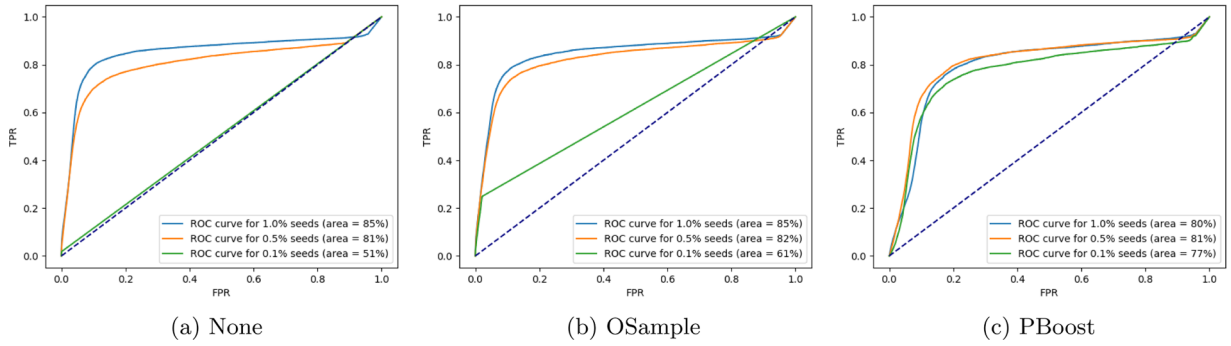 1.0
0.8
0.6
0.4
0.2
0.0
TPR
0.0 0.2 0.4 0.6 0.8 1.0
FPR
ROC curve for 1.0% seeds (area = 85%)
ROC curve for 0.5% seeds (area = 81%)
ROC curve for 0.1% seeds (area = 51%)
(a) None
1.0
0.8
0.6
0.4
0.2
0.0
TPR
0.0 0.2 0.4 0.6 0.8 1.0
FPR
ROC curve for 1.0% seeds (area = 85%)
ROC curve for 0.5% seeds (area = 82%)
ROC curve for 0.1% seeds (area = 61%)
(b) OSample
1.0
0.8
0.6
0.4
0.2
0.0
TPR
0.0 0.2 0.4 0.6 0.8 1.0
FPR
ROC curve for 1.0% seeds (area = 80%)
ROC curve for 0.5% seeds (area = 81%)
ROC curve for 0.1% seeds (area = 77%)
(c) PBoost